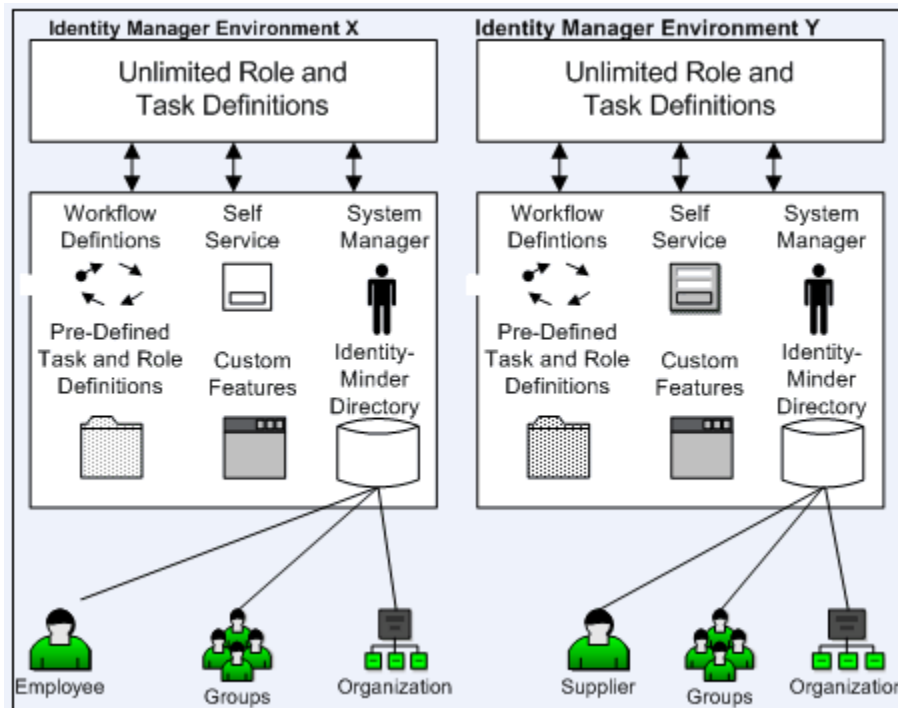 Identity Manager Environment X
Unlimited Role and
Task Definitions
Workflow
Defintions
Self
Service
System
Manager
Pre-Defined
Task and Role
Definitions
Custom
Features
Identity-
Minder
Directory
Employee
Groups
Organization
Identity Manager Environment Y
Unlimited Role and
Task Definitions
Workflow
Defintions
Self
Service
System
Manager
Pre-Defined
Task and Role
Definitions
Custom
Features
Identity-
Minder
Directory
Supplier
Groups
Organization